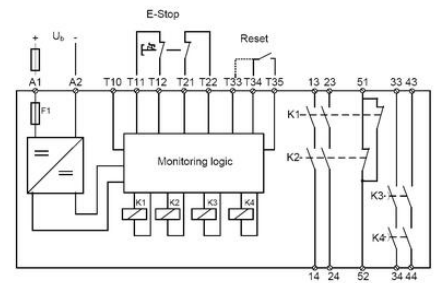 E-Stop
+ Ub -
Reset
A1 A2 T10 T11 T12 T21 T22 T33 T34 T35 13 23 51 33 43
F1
K1
Monitoring logic
K2
K1 K2 K3 K4
K3
K4
14 24 52 34 44